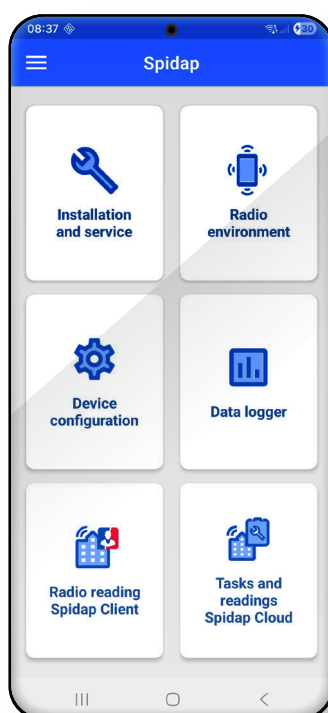 08:37
30
Spidap
Installation
and service
Radio
environment
Device
configuration
Data logger
Radio reading
Spidap Client
Tasks and
readings
Spidap Cloud